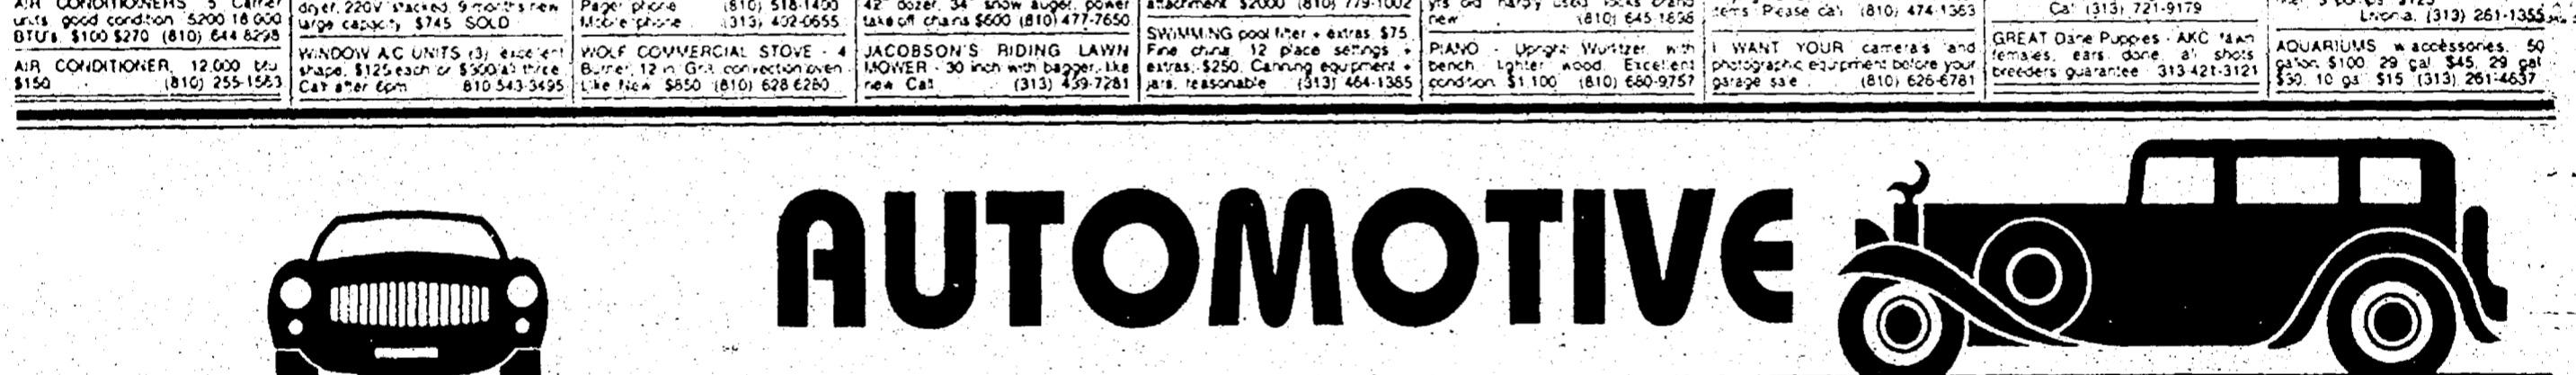 AIR CONDITIONERS 5 Carrier
units good condition 5200 18,000
BTU's. $100-$270 (810) 644-8298
AIR CONDITIONER, 12,000 btu
$150 (810) 255-1563
dryer, 220V stacked, 9 months new
large capacity $745 SOLD
WINDOW AC UNITS (3) excellent
shape, $125 each or $300 all three
Call after 6pm 810 543-3495
Pager phone (810) 518-1400
Mobile phone (313) 402-0655
WOLF COMMERCIAL STOVE - 4
Burner, 12 in Grill, convection oven
Like New $850 (810) 628-6280
42" dozer, 34" snow auger, power
take off chains $600 (810) 477-7650
JACOBSON'S RIDING LAWN
MOWER - 30 inch with bagger, like
new Call (313) 439-7281
attachment $2000 (810) 779-1002
SWIMMING pool filter + extras, $75
Fine china, 12 place settings +
extras, $250. Canning equipment +
jars, reasonable (313) 464-1385
new (810) 645-1898
PIANO - Upright Wurlitzer, with
bench. Lighter wood. Excellent
condition $1,100 (810) 680-9757
items Please call (810) 474-1363
I WANT YOUR camera's and
photographic equipment before your
garage sale (810) 626-6781
Call (313) 721-9179
GREAT Dane Puppies - AKC fawn
females, ears done, all shots
breeders guarantee 313-421-3121
Livonia. (313) 261-1355
AQUARIUMS w accessories. 50
gallon $100, 29 gal $45, 29 gal
$30, 10 ga $15 (313) 261-4637
AUTOMOTIVE